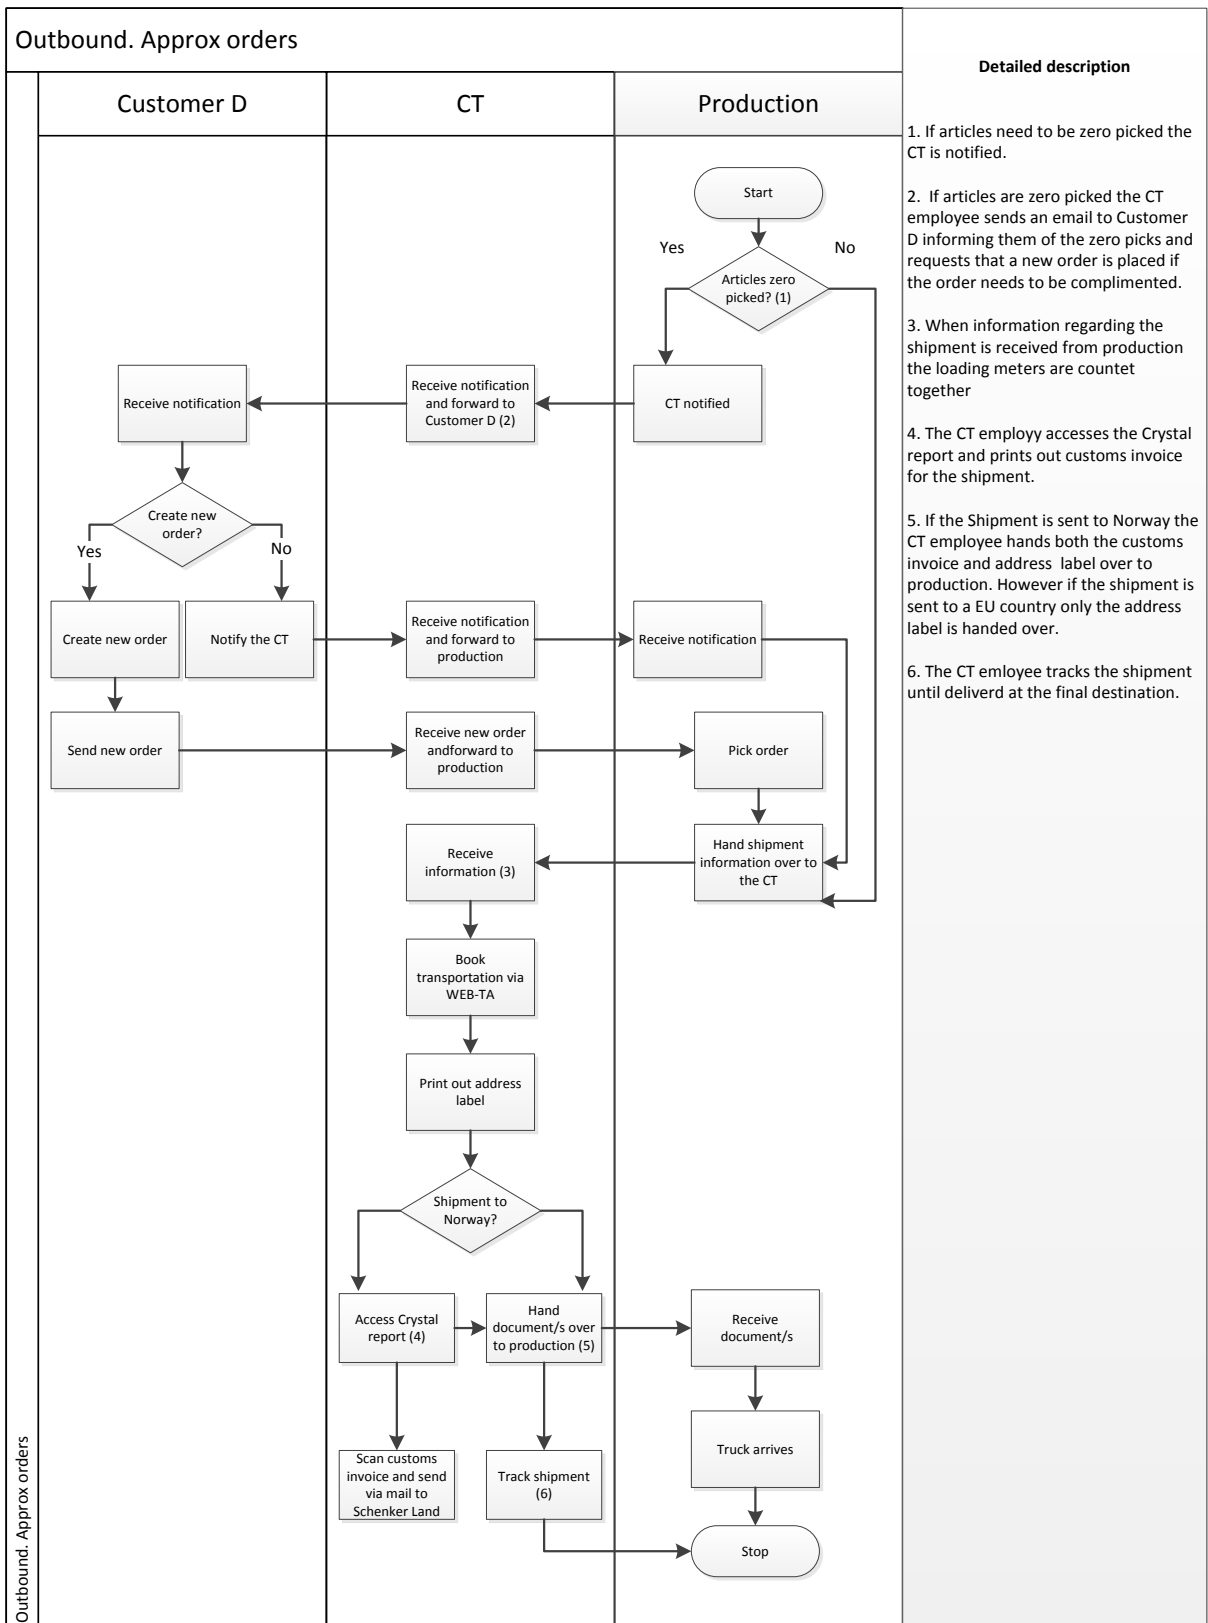 Outbound. Approx orders
Customer D
CT
Production
Start
Yes
No
Articles zero
picked? (1)
Receive notification
Receive notification
and forward to
Customer D (2)
CT notified
Create new
order?
Yes
No
Create new order
Notify the CT
Receive notification
and forward to
production
Receive notification
Send new order
Receive new order
andforward to
production
Pick order
Receive
information (3)
Hand shipment
information over to
the CT
Book
transportation via
WEB-TA
Print out address
label
Shipment to
Norway?
Access Crystal
report (4)
Hand
document/s over
to production (5)
Receive
document/s
Truck arrives
Scan customs
invoice and send
via mail to
Schenker Land
Track shipment
(6)
Stop
Outbound. Approx orders
Detailed description
1. If articles need to be zero picked the
CT is notified.
2.  If articles are zero picked the CT
employee sends an email to Customer
D informing them of the zero picks and
requests that a new order is placed if
the order needs to be complimented.
3. When information regarding the
shipment is received from production
the loading meters are countet
together
4. The CT employy accesses the Crystal
report and prints out customs invoice
for the shipment.
5. If the Shipment is sent to Norway the
CT employee hands both the customs
invoice and address  label over to
production. However if the shipment is
sent to a EU country only the address
label is handed over.
6. The CT emloyee tracks the shipment
until deliverd at the final destination.